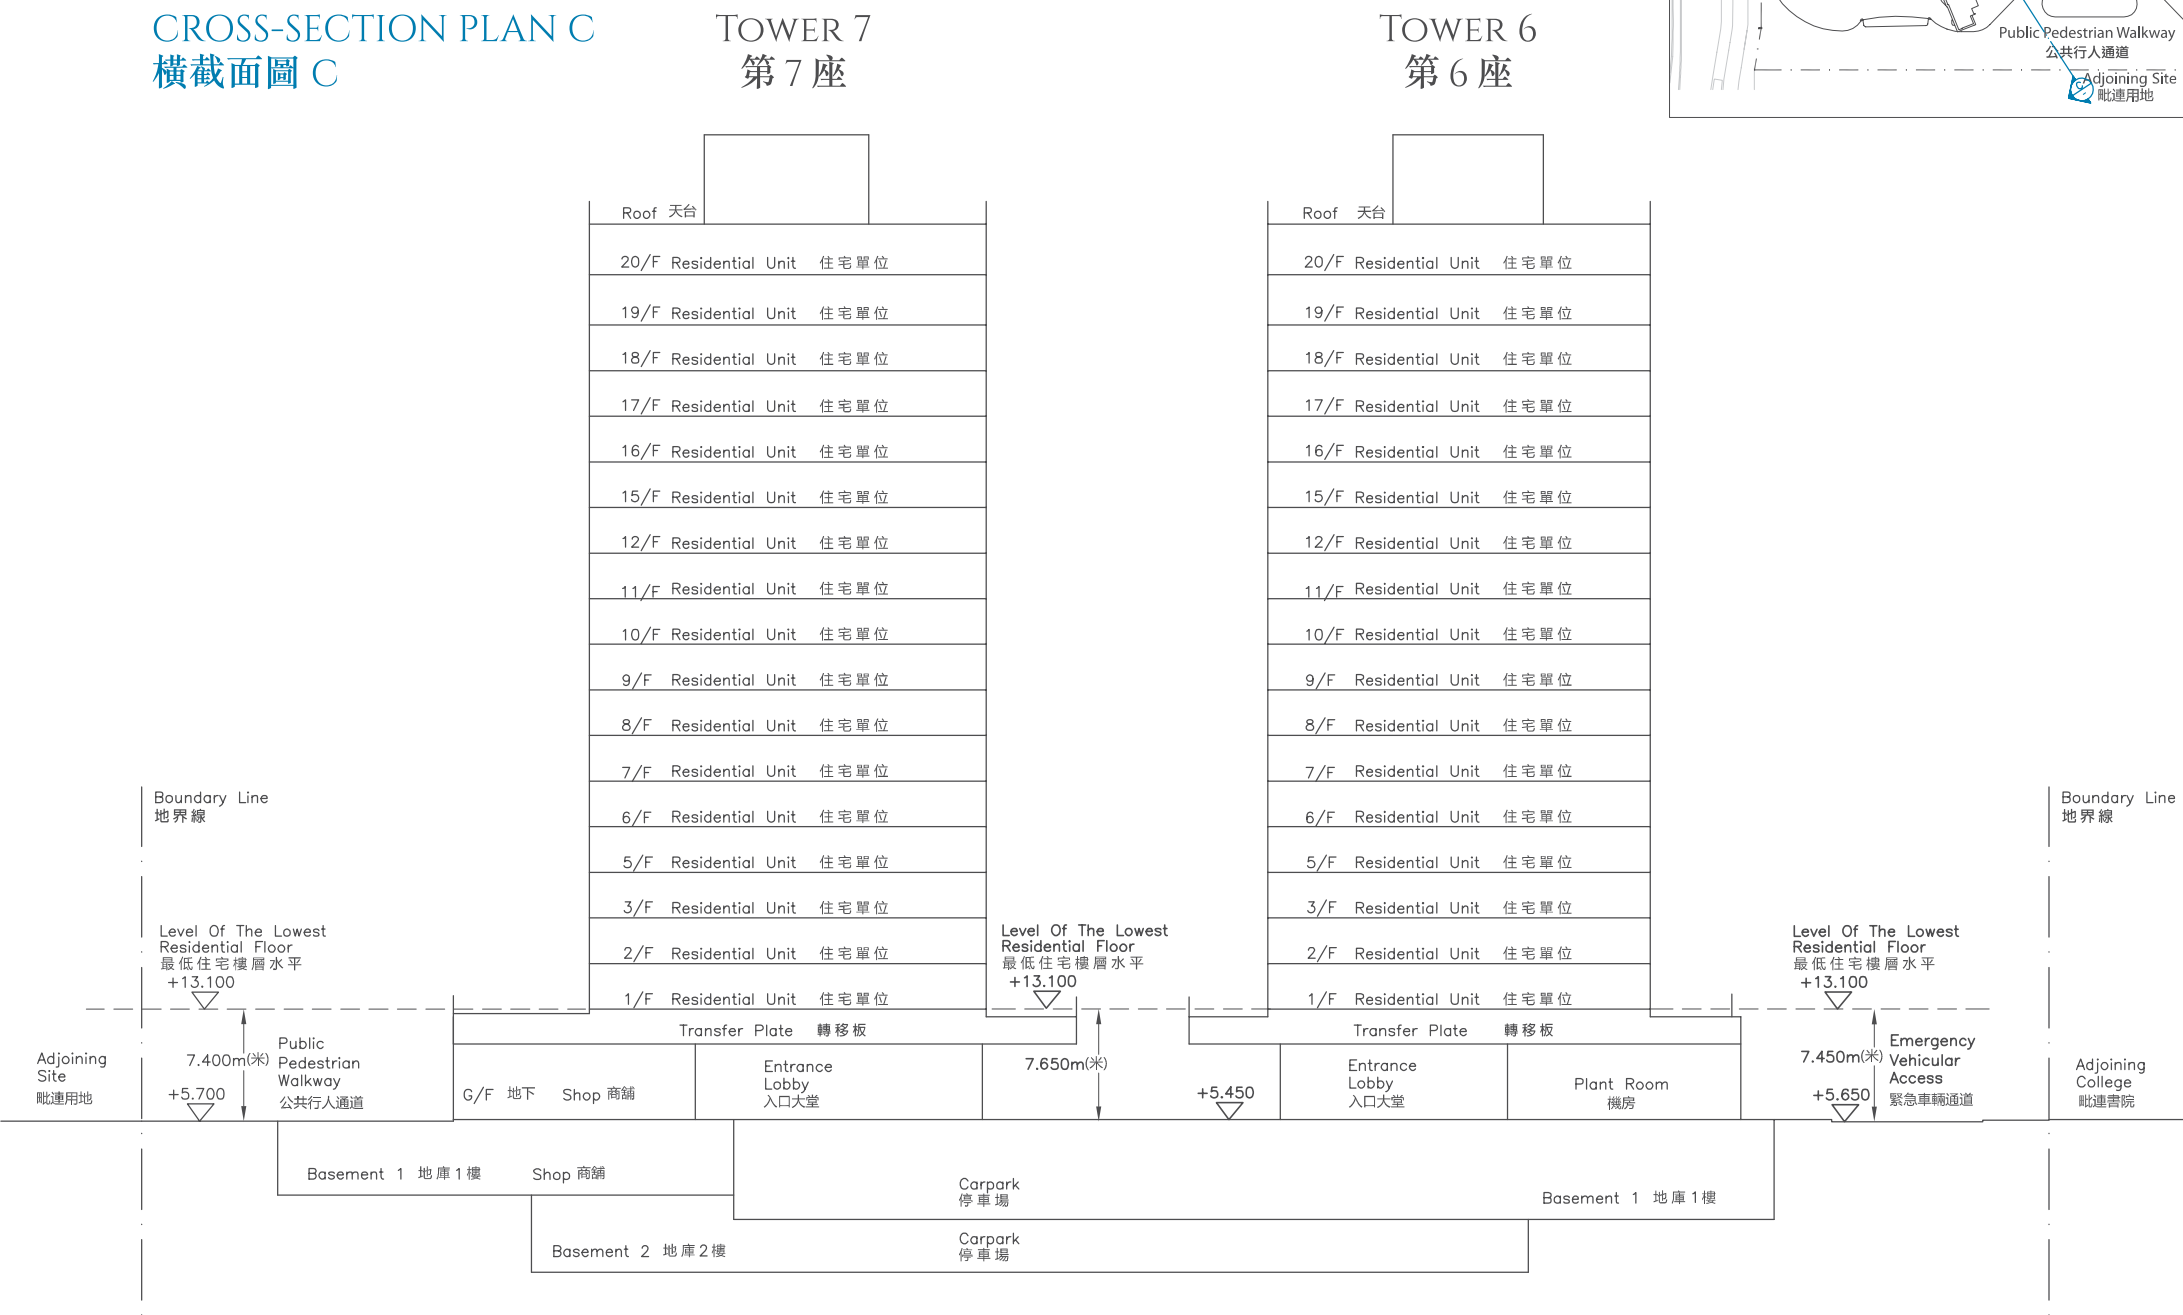 CROSS-SECTION PLAN C
橫截面圖 C
TOWER 7
第 7 座
TOWER 6
第 6 座
Public Pedestrian Walkway
公共行人通道
Adjoining Site
毗連用地
C
Roof 天台
20/F Residential Unit 住宅單位
19/F Residential Unit 住宅單位
18/F Residential Unit 住宅單位
17/F Residential Unit 住宅單位
16/F Residential Unit 住宅單位
15/F Residential Unit 住宅單位
12/F Residential Unit 住宅單位
11/F Residential Unit 住宅單位
10/F Residential Unit 住宅單位
9/F Residential Unit 住宅單位
8/F Residential Unit 住宅單位
7/F Residential Unit 住宅單位
6/F Residential Unit 住宅單位
5/F Residential Unit 住宅單位
3/F Residential Unit 住宅單位
2/F Residential Unit 住宅單位
1/F Residential Unit 住宅單位
Transfer Plate 轉移板
Roof 天台
20/F Residential Unit 住宅單位
19/F Residential Unit 住宅單位
18/F Residential Unit 住宅單位
17/F Residential Unit 住宅單位
16/F Residential Unit 住宅單位
15/F Residential Unit 住宅單位
12/F Residential Unit 住宅單位
11/F Residential Unit 住宅單位
10/F Residential Unit 住宅單位
9/F Residential Unit 住宅單位
8/F Residential Unit 住宅單位
7/F Residential Unit 住宅單位
6/F Residential Unit 住宅單位
5/F Residential Unit 住宅單位
3/F Residential Unit 住宅單位
2/F Residential Unit 住宅單位
1/F Residential Unit 住宅單位
Transfer Plate 轉移板
Boundary Line
地界線
Boundary Line
地界線
Level Of The Lowest
Residential Floor
最低住宅樓層水平
+13.100
Level Of The Lowest
Residential Floor
最低住宅樓層水平
+13.100
Level Of The Lowest
Residential Floor
最低住宅樓層水平
+13.100
Adjoining
Site
毗連用地
7.400m(米)
+5.700
Public
Pedestrian
Walkway
公共行人通道
G/F 地下 Shop 商舖
Entrance
Lobby
入口大堂
7.650m(米)
+5.450
Entrance
Lobby
入口大堂
Plant Room
機房
7.450m(米)
+5.650
Emergency
Vehicular
Access
緊急車輛通道
Adjoining
College
毗連書院
Basement 1 地庫1樓 Shop 商舖
Carpark
停車場
Basement 1 地庫1樓
Basement 2 地庫2樓
Carpark
停車場